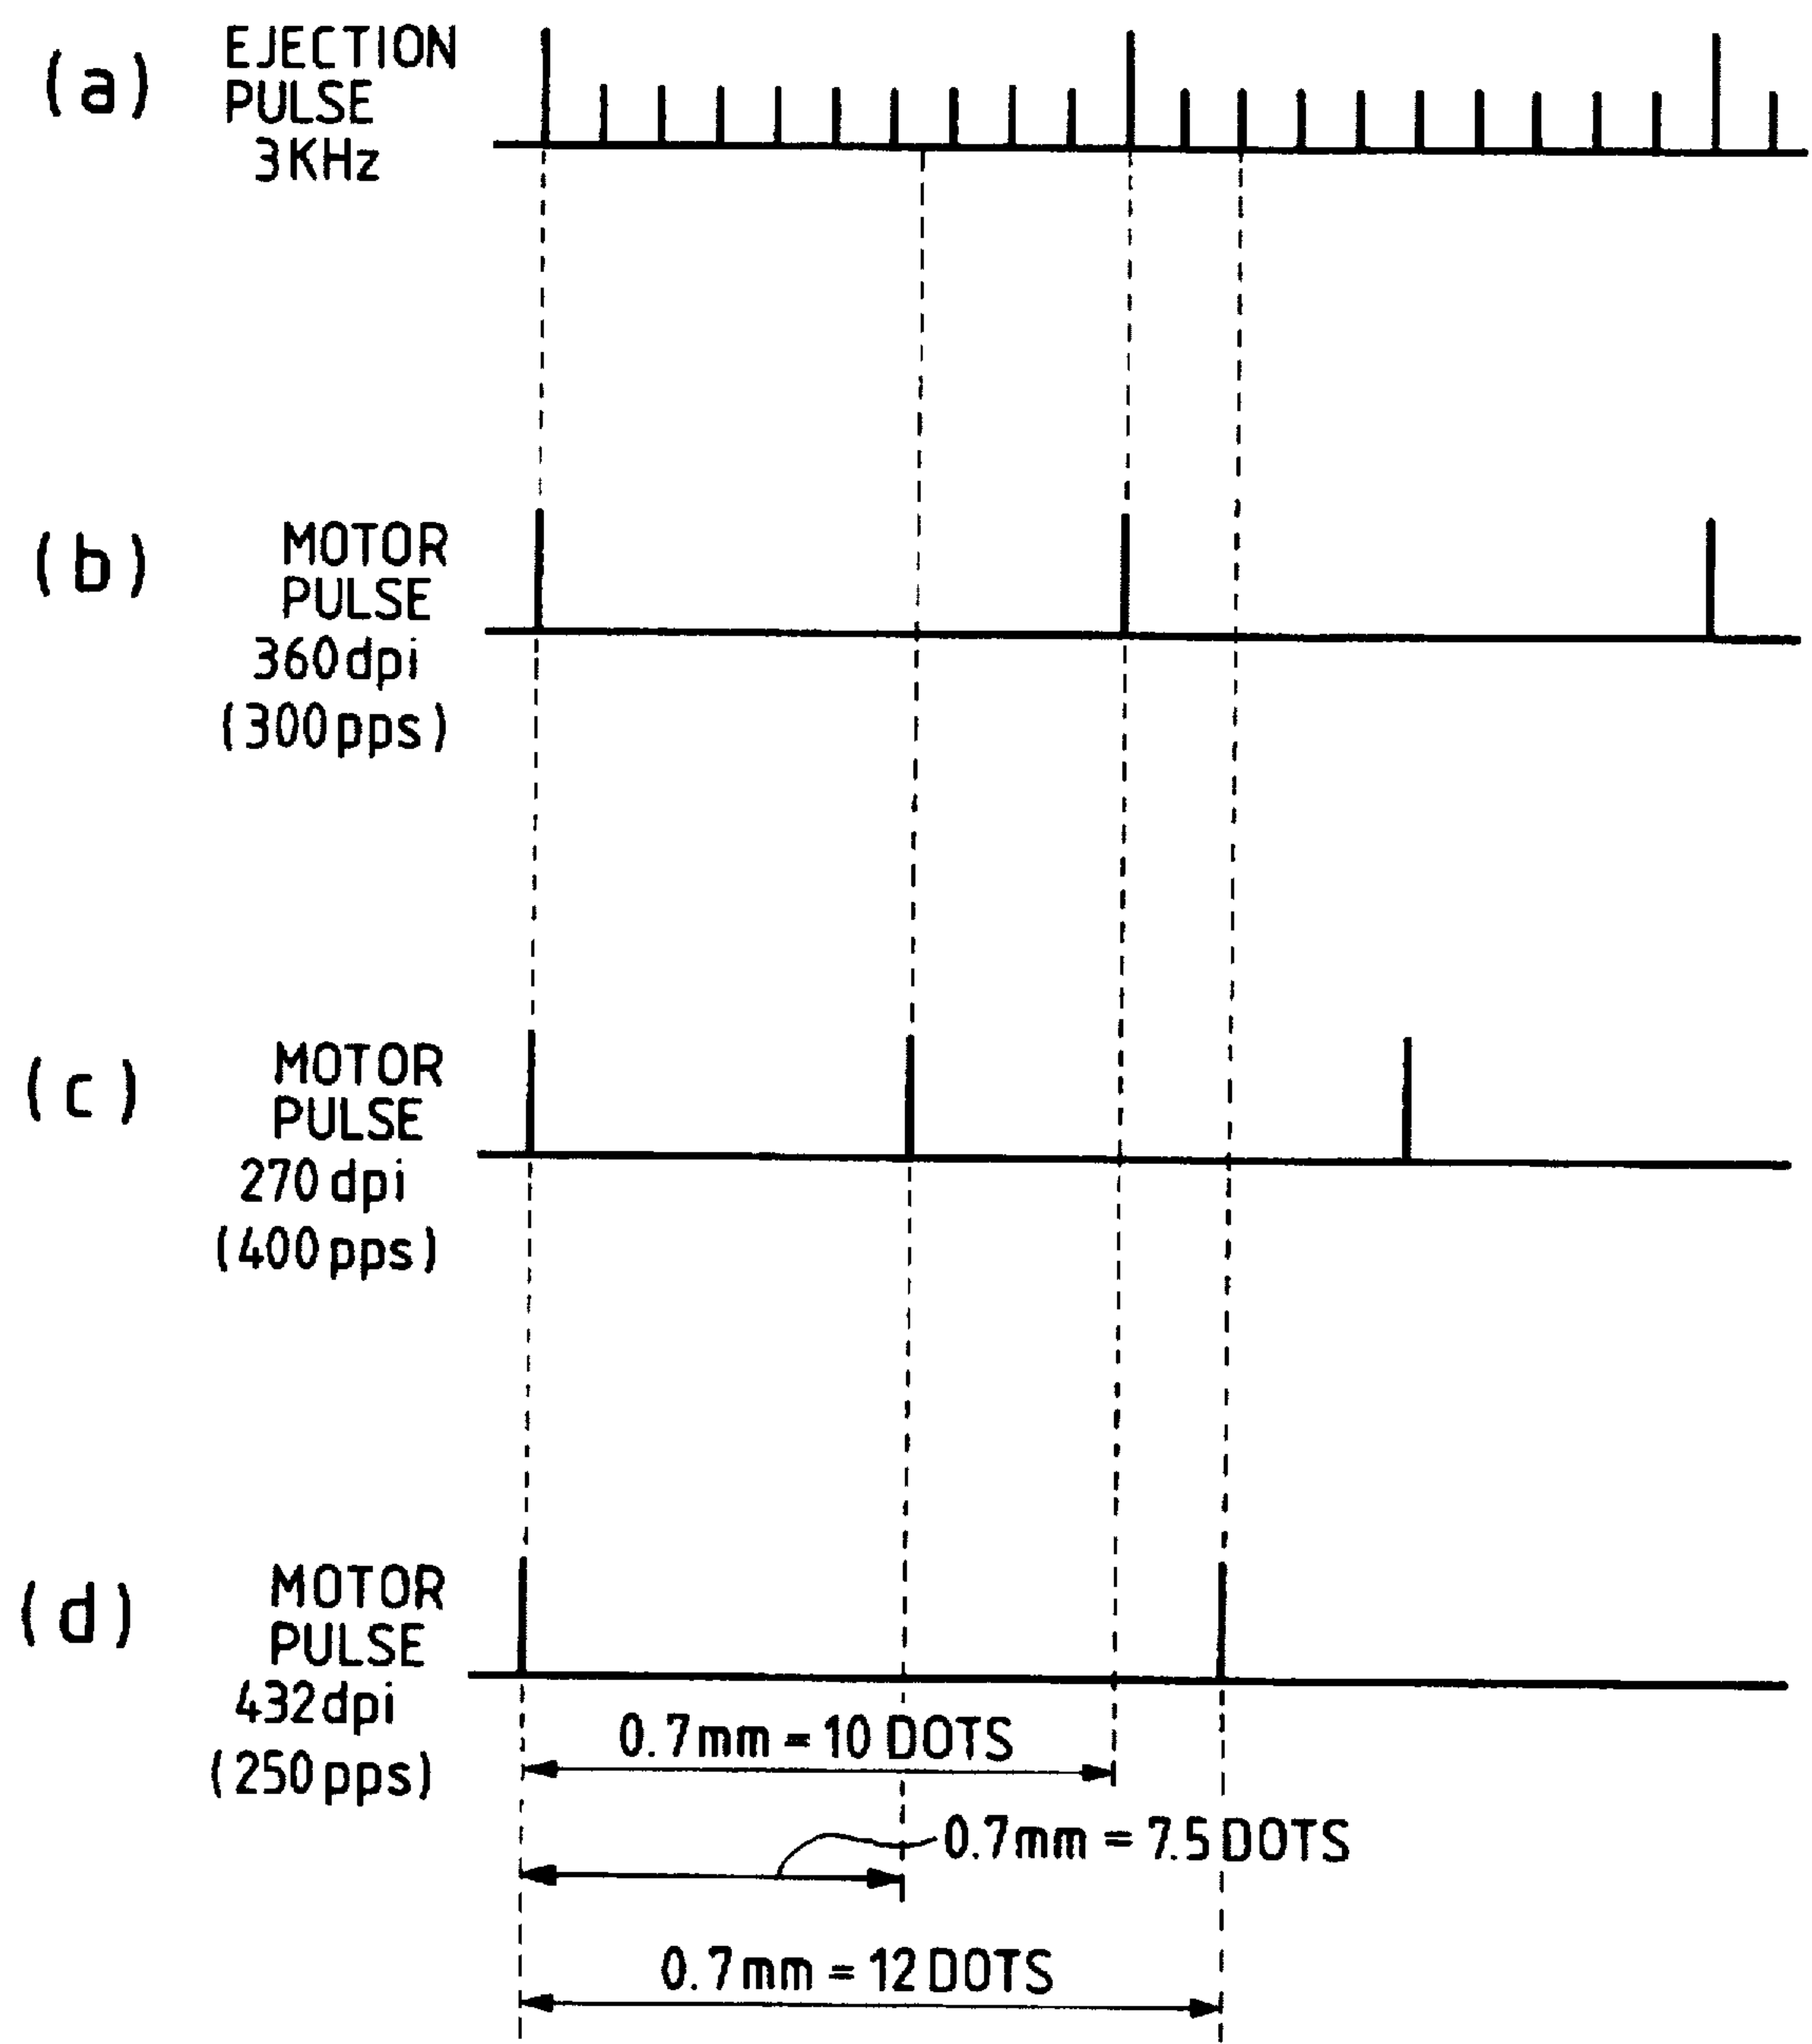 (a)
EJECTION
PULSE
3KHz
(b)
MOTOR
PULSE
360dpi
(300pps)
(c)
MOTOR
PULSE
270dpi
(400pps)
(d)
MOTOR
PULSE
432dpi
(250pps)
0.7mm = 10 DOTS
0.7mm = 7.5 DOTS
0.7mm = 12 DOTS